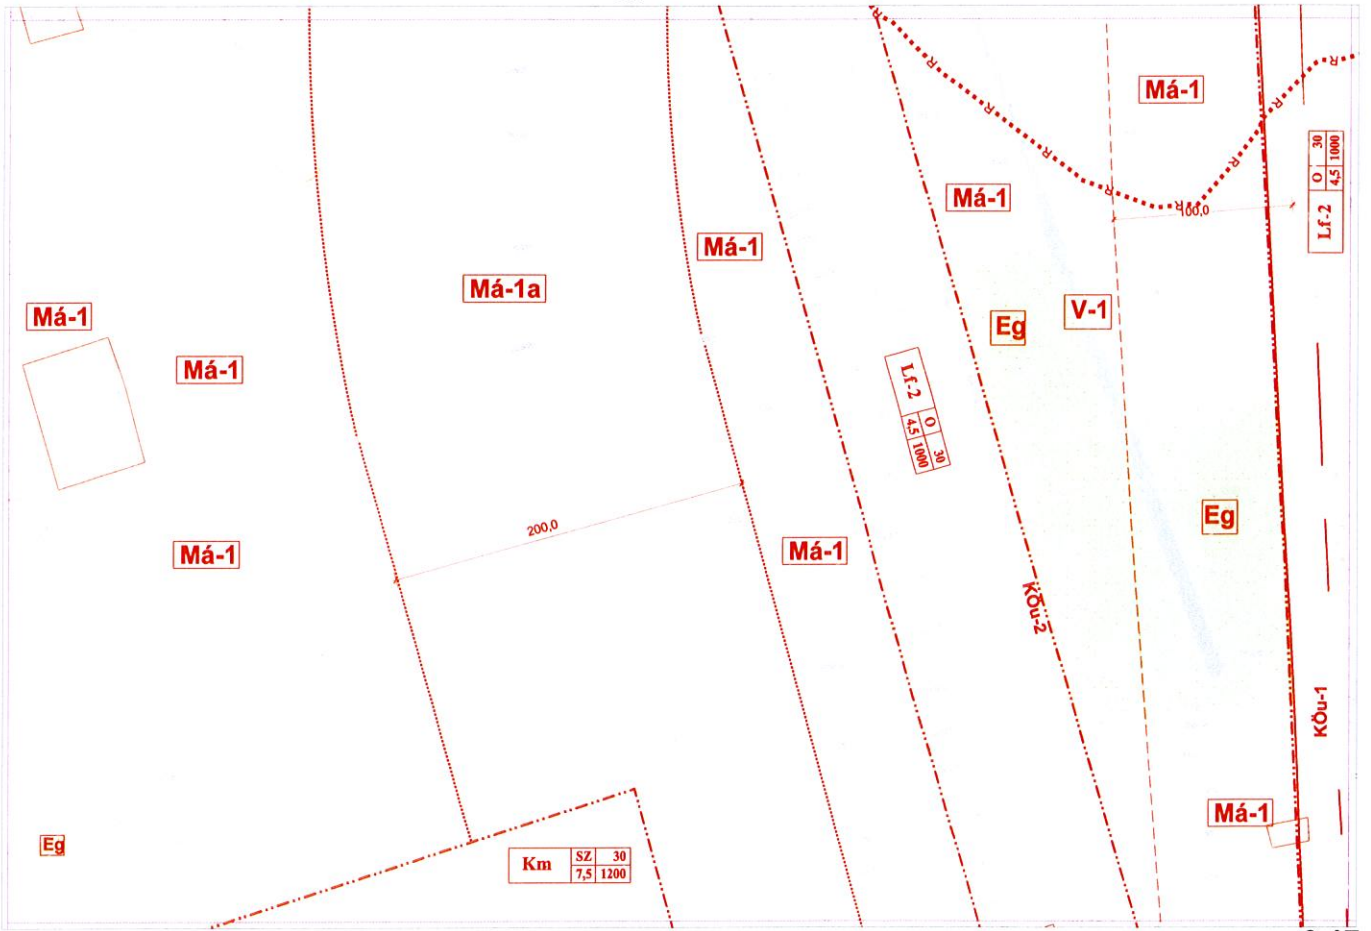 Má-1
R
R
R
R
R
R
R
R
R
R
100,0
O 30
4,5 1000
Lf-2
Má-1
Má-1
Má-1a
Má-1
V-1
Eg
Má-1
Lf-2
O 30
4,5 1000
Eg
200,0
Má-1
Má-1
KÖu-2
KÖu-1
Má-1
Eg
Km
SZ 30
7,5 1200